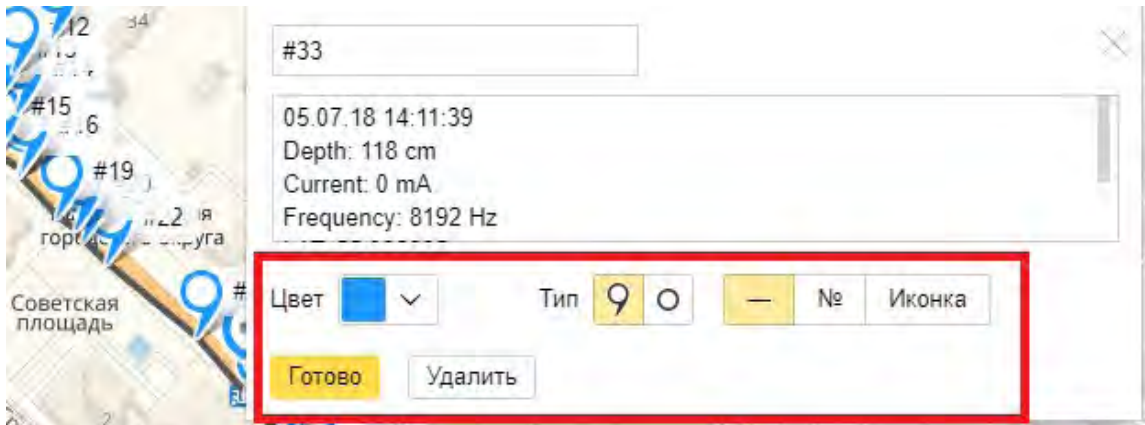 #12
34
#15
#19
Советская
площадь
#33
05.07.18 14:11:39
Depth: 118 cm
Current: 0 mA
Frequency: 8192 Hz
Цвет
Тип
—
№
Иконка
Готово
Удалить